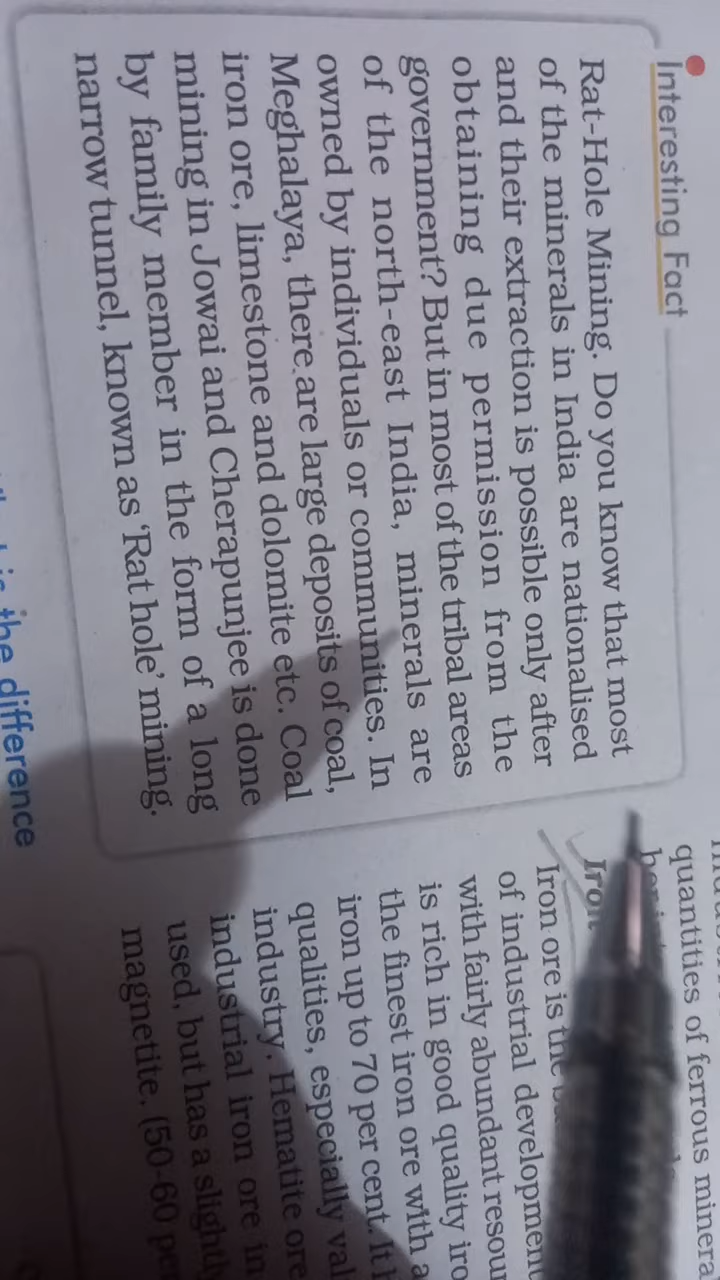 Interesting Fact
Rat-Hole Mining. Do you know that most
of the minerals in India are nationalised
and their extraction is possible only after
obtaining due permission from the
government? But in most of the tribal areas
of the north-east India, minerals are
owned by individuals or communities. In
Meghalaya, there are large deposits of coal,
iron ore, limestone and dolomite etc. Coal
mining in Jowai and Cherapunjee is done
by family member in the form of a long
narrow tunnel, known as ‘Rat hole’ mining.
is the difference
quantities of ferrous minera
Iron ore is the
of industrial development
with fairly abundant resour
is rich in good quality iro
the finest iron ore with a
iron up to 70 per cent. It
qualities, especially val
industry. Hematite ore
industrial iron ore in
used, but has a slightly
magnetite. (50-60 per